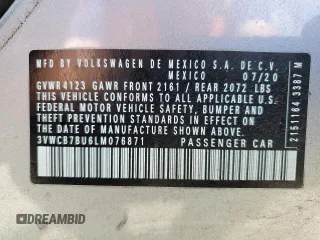 MFD BY VOLKSWAGEN DE MEXICO S.A. DE C.V.
MEXICO 07/20
GVWR 4123 GAWR FRONT 2161 / REAR 2072 LBS
THIS VEHICLE CONFORMS TO ALL APPLICABLE
FEDERAL MOTOR VEHICLE SAFETY, BUMPER AND
THEFT PREVENTION STANDARDS IN EFFECT ON THE
DATE OF MANUFACTURE SHOWN ABOVE.
3VWCB7BU6LM076871 PASSENGER CAR
2151184 3387 M
AUTOBIDMASTER